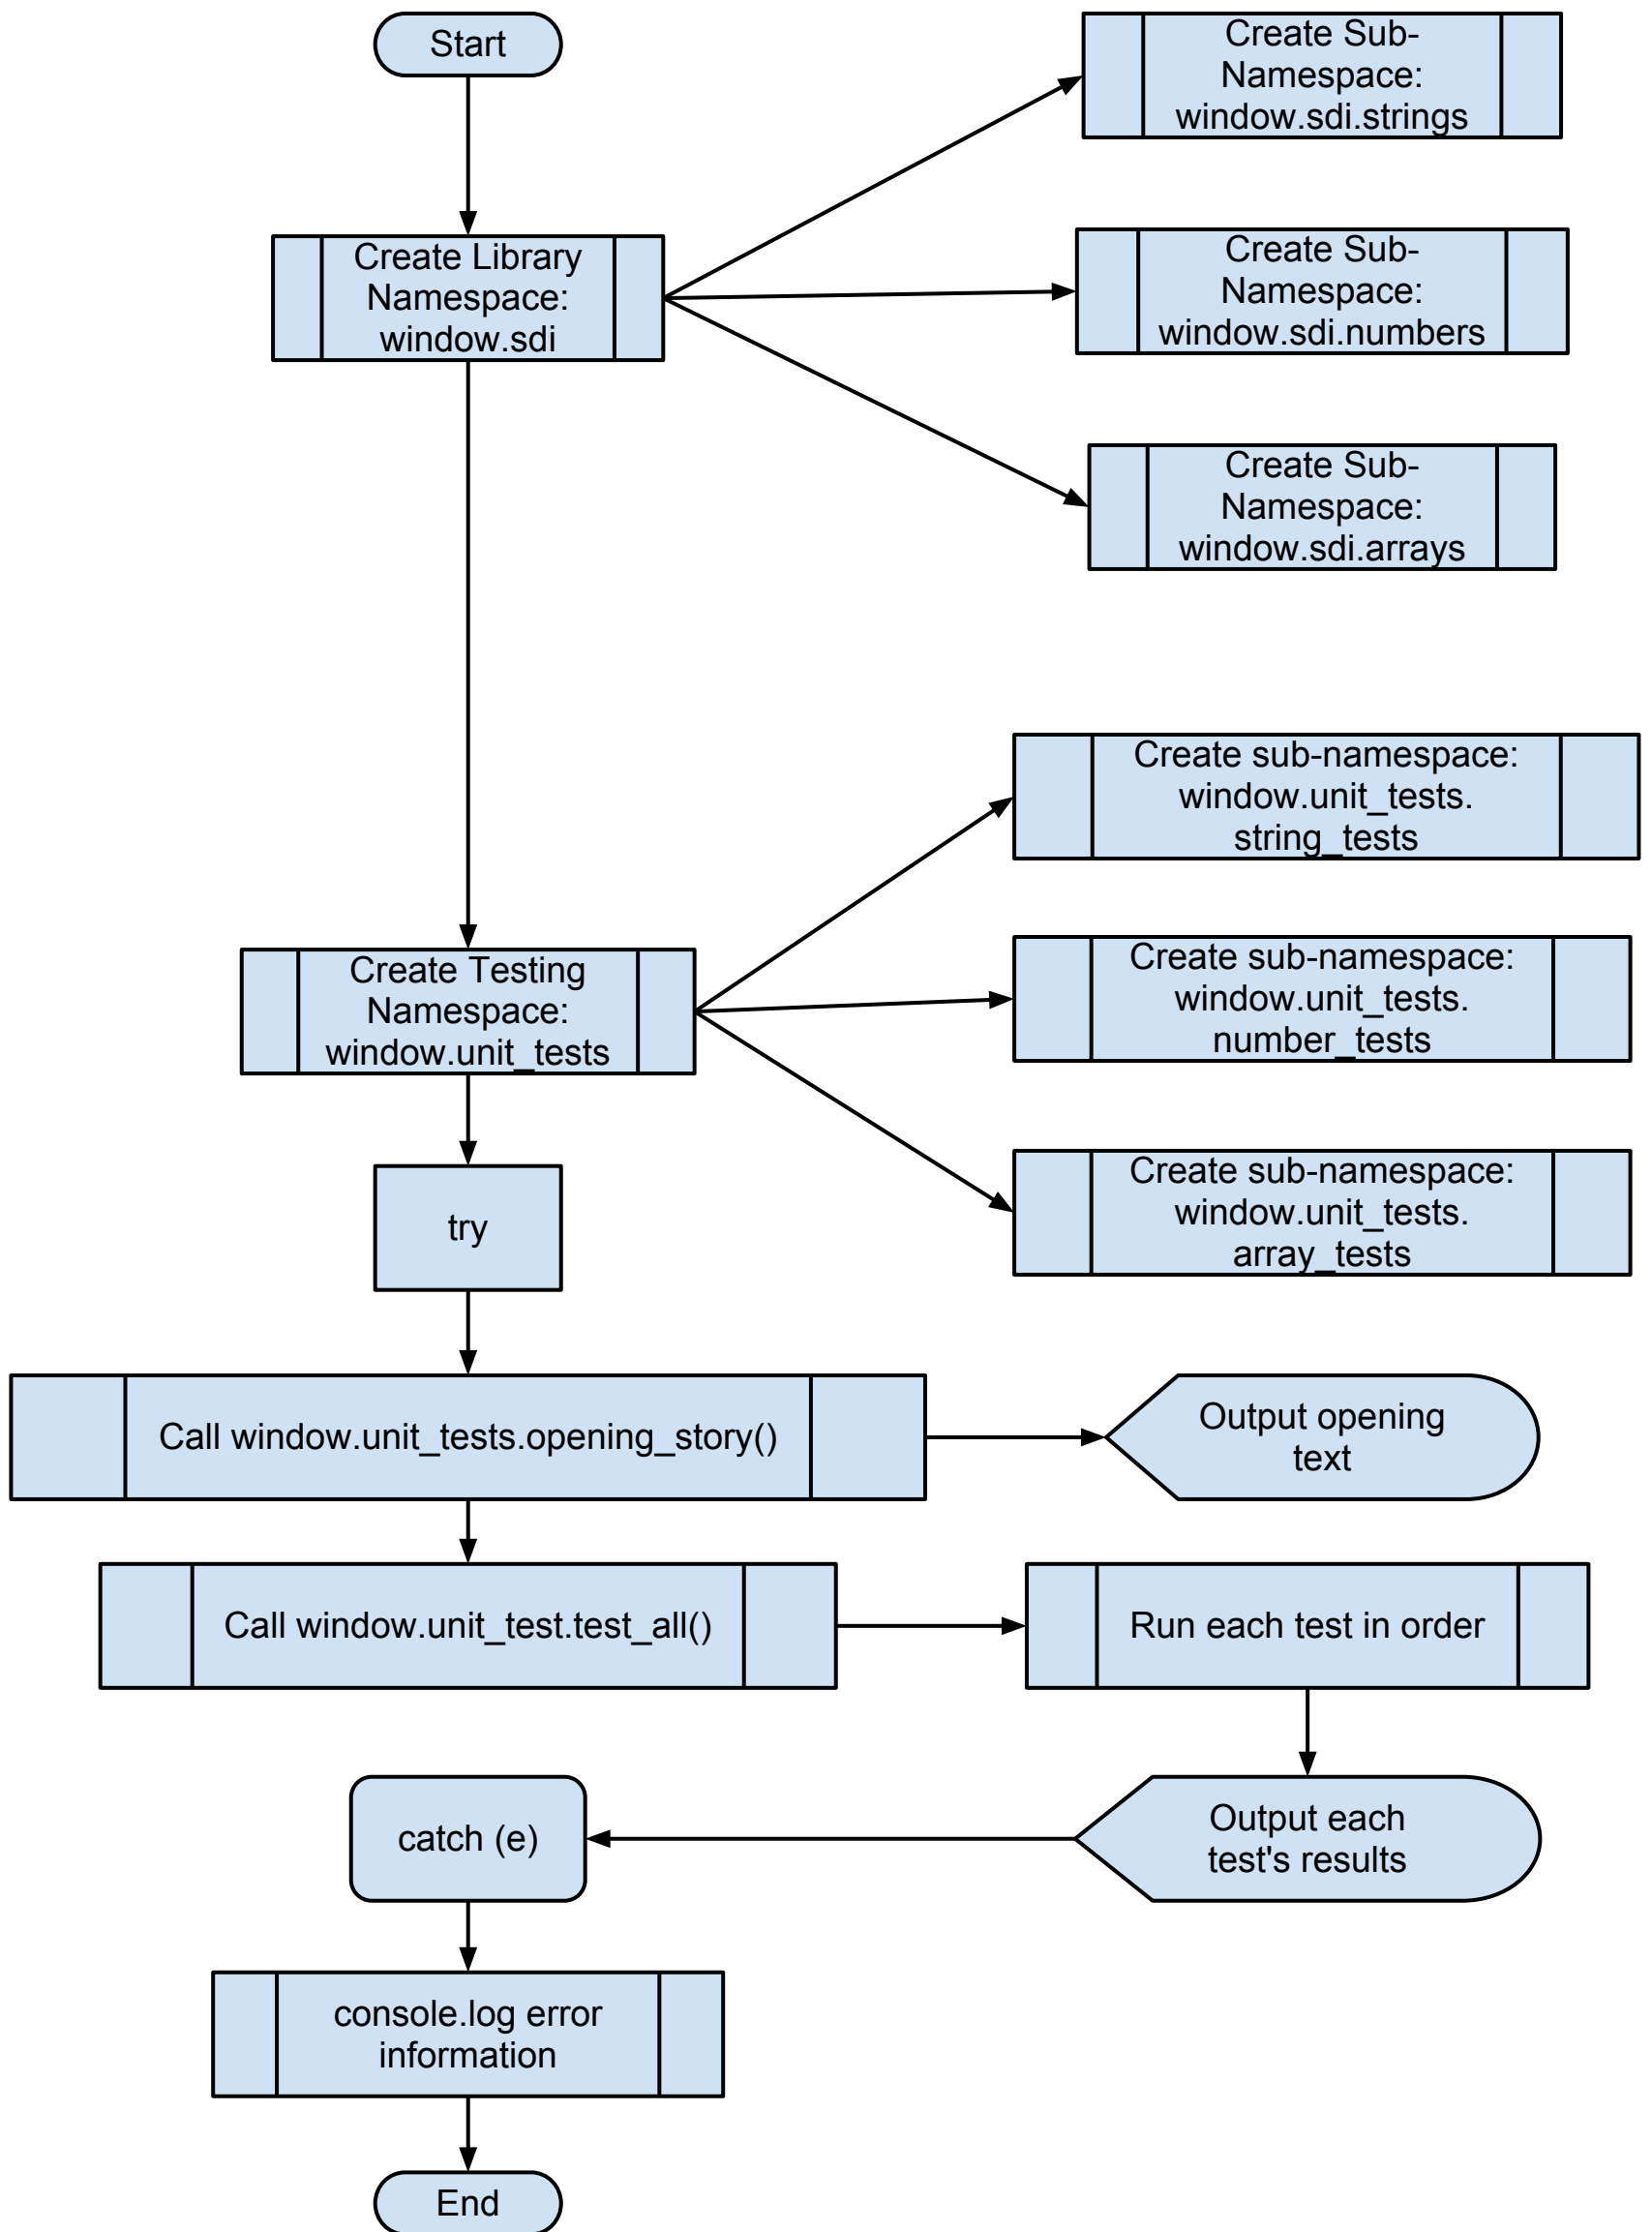 Start
Create Sub-
Namespace:
window.sdi.strings
Create Library
Namespace:
window.sdi
Create Sub-
Namespace:
window.sdi.numbers
Create Sub-
Namespace:
window.sdi.arrays
Create sub-namespace:
window.unit_tests.
string_tests
Create Testing
Namespace:
window.unit_tests
Create sub-namespace:
window.unit_tests.
number_tests
Create sub-namespace:
window.unit_tests.
array_tests
try
Call window.unit_tests.opening_story()
Output opening
text
Call window.unit_test.test_all()
Run each test in order
Output each
test's results
catch (e)
console.log error
information
End